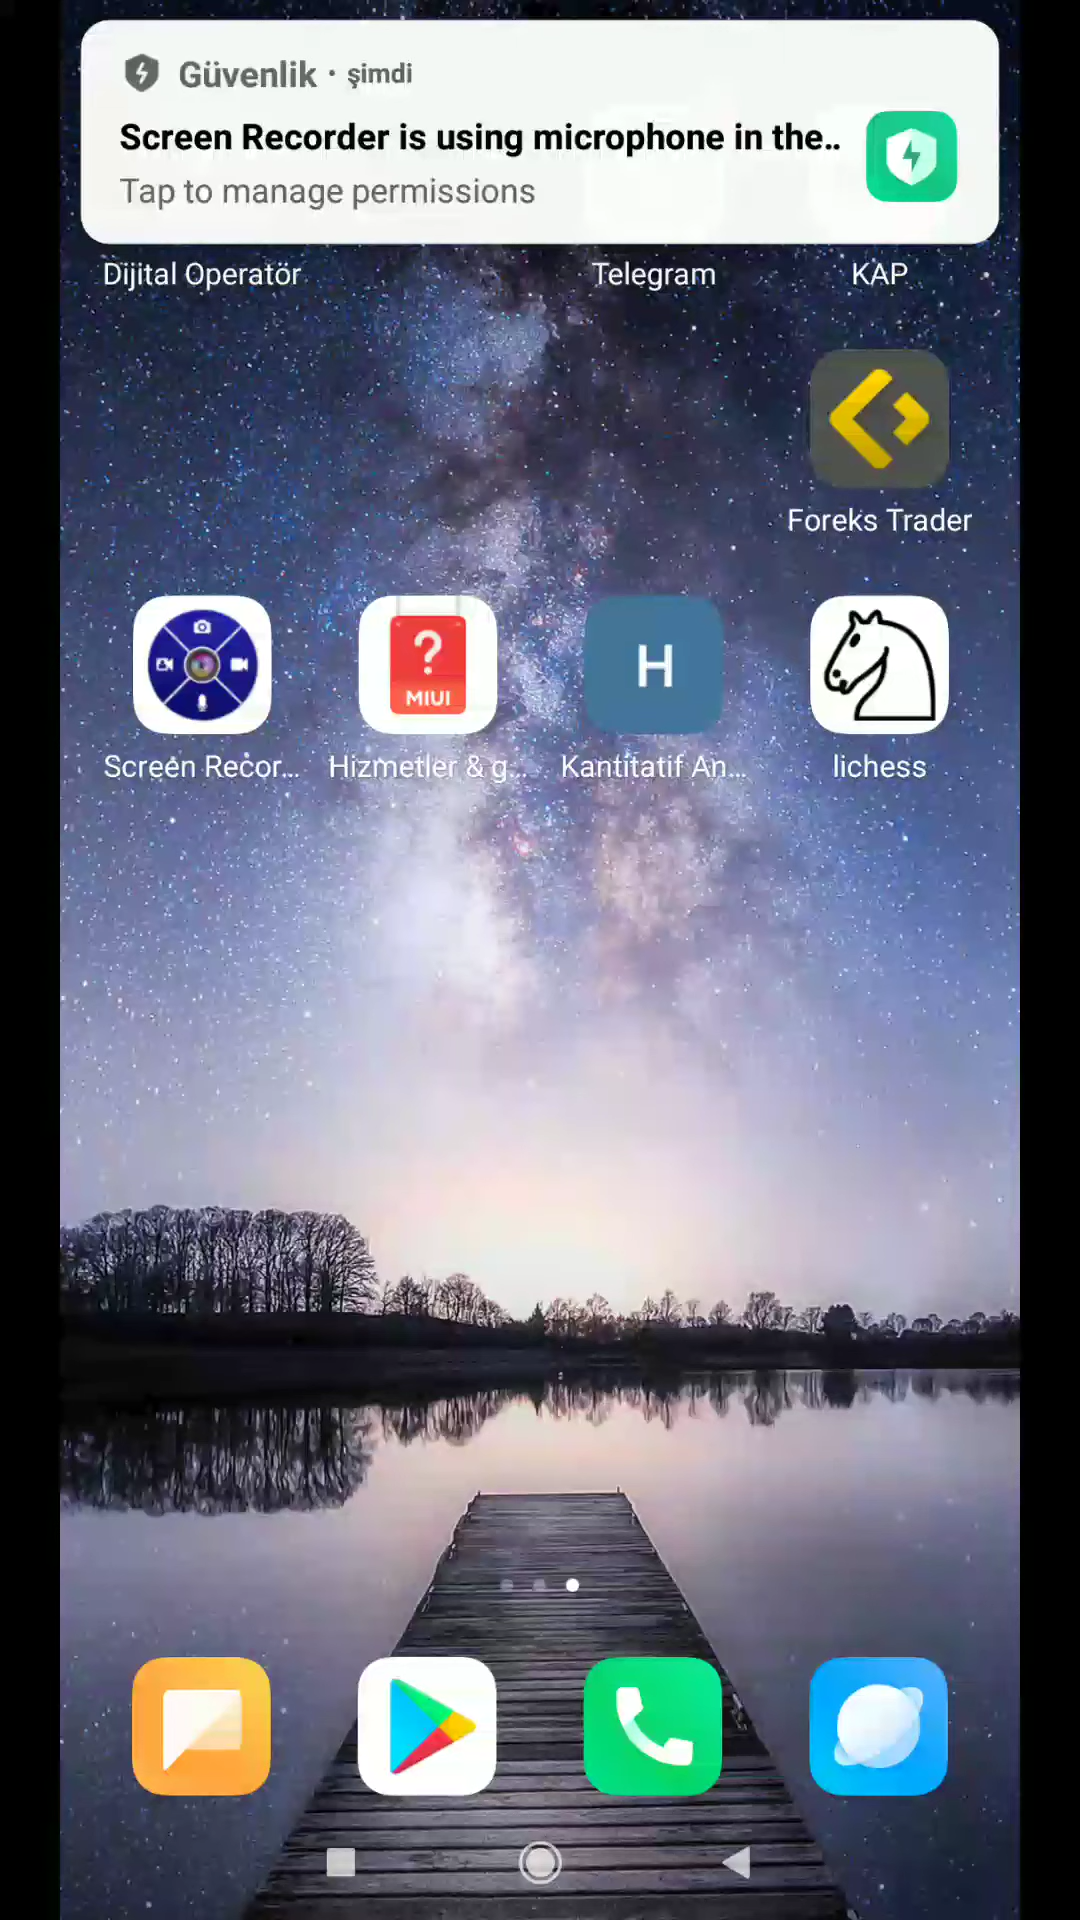 Güvenlik • şimdi
Screen Recorder is using microphone in the..
Tap to manage permissions
Dijital Operatör
Telegram
KAP
Foreks Trader
?
MIUI
H
Screen Recor...
Hizmetler & g...
Kantitatif An...
lichess